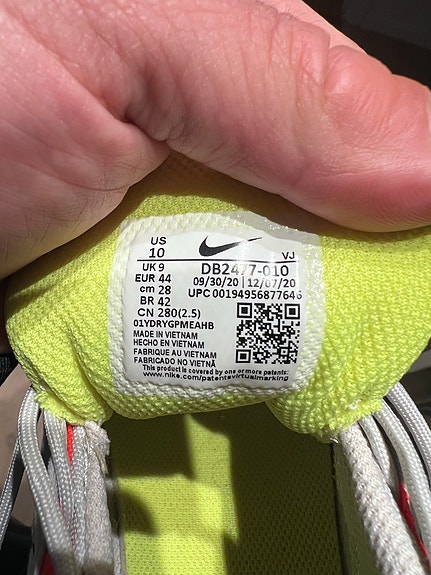 US
10
VJ
UK 9
DB2477-010
EUR 44
09/30/20 | 12/07/20
cm 28
UPC 00194956877646
BR 42
CN 280(2.5)
01YDRYGPMEAHB
MADE IN VIETNAM
HECHO EN VIETNAM
FABRIQUE AU VIETNAM
FABRICADO NO VIETNÃ
This product is covered by one or more patents:
www.nike.com/patentsvirtualmarking